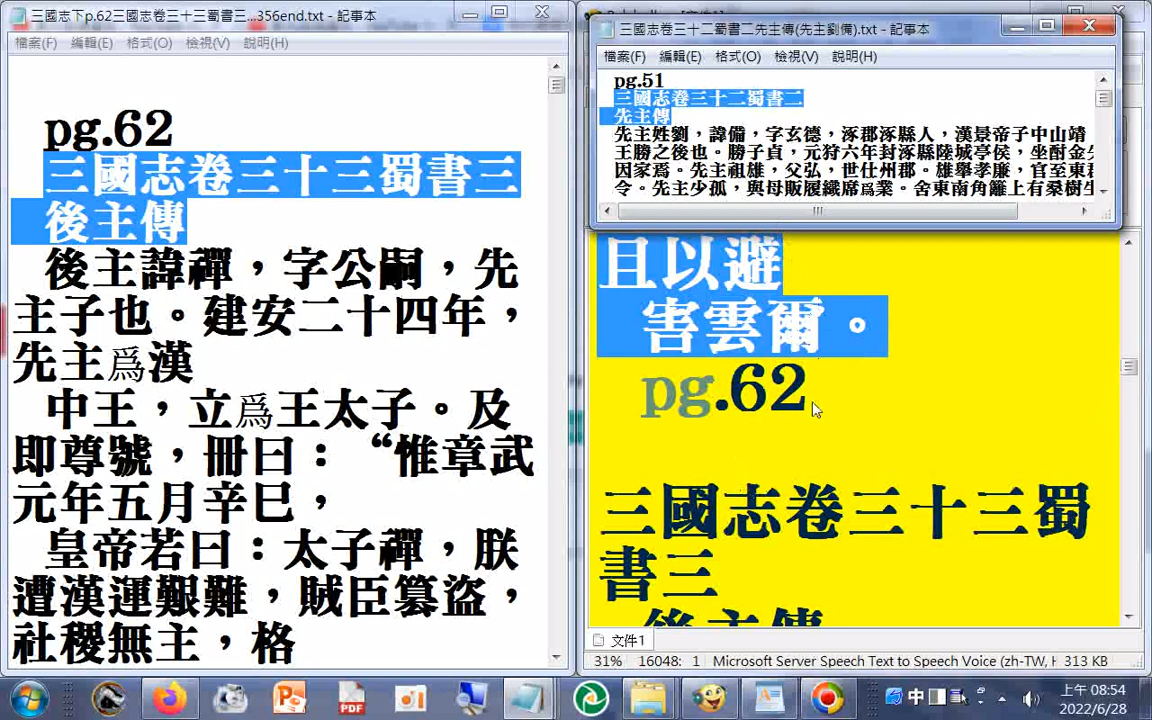 三國志下p.62三國志卷三十三蜀書三...356end.txt - 記事本
檔案(F) 編輯(E) 格式(O) 檢視(V) 說明(H)
pg.62
三國志卷三十三蜀書三
後主傳
後主諱禪，字公嗣，先
主子也。建安二十四年，
先主爲漢
中王，立爲王太子。及
即尊號，冊曰：“惟章武
元年五月辛巳，
皇帝若曰：太子禪，朕
遭漢運艱難，賊臣篡盜，
社稷無主，格
三國志卷三十二蜀書二先主傳(先主劉備).txt - 記事本
檔案(F) 編輯(E) 格式(O) 檢視(V) 說明(H)
pg.51
三國志卷三十二蜀書二
先主傳
先主姓劉，諱備，字玄德，涿郡涿縣人，漢景帝子中山靖
王勝之後也。勝子貞，元狩六年封涿縣陸城亭侯，坐酎金
因家焉。先主祖雄，父弘，世仕州郡。雄舉孝廉，官至東
令。先主少孤，與母販履織席爲業。舍東南角籬上有桑樹
且以避
害雲爾。
pg.62
三國志卷三十三蜀
書三
後主傳
文件1
31% 16048: 1 Microsoft Server Speech Text to Speech Voice (zh-TW, 313 KB
中
上午 08:54
2022/6/28